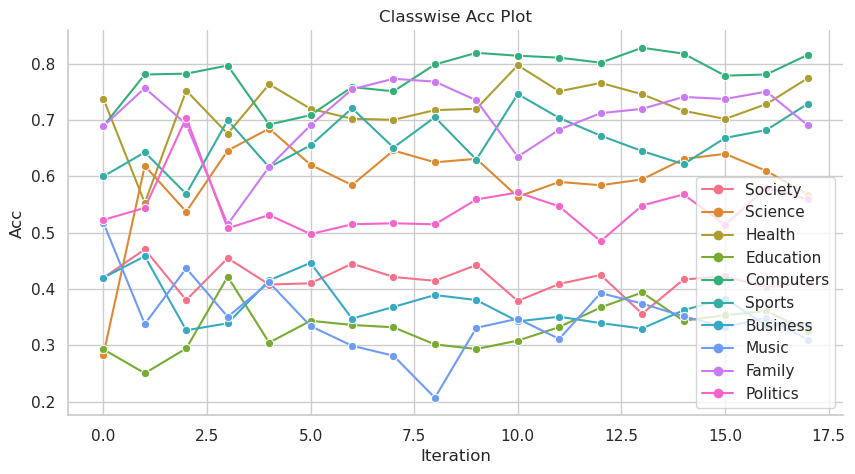 Classwise Acc Plot
Acc
0.8
0.7
0.6
0.5
0.4
0.3
0.2
0.0 2.5 5.0 7.5 10.0 12.5 15.0 17.5
Iteration
Society
Science
Health
Education
Computers
Sports
Business
Music
Family
Politics